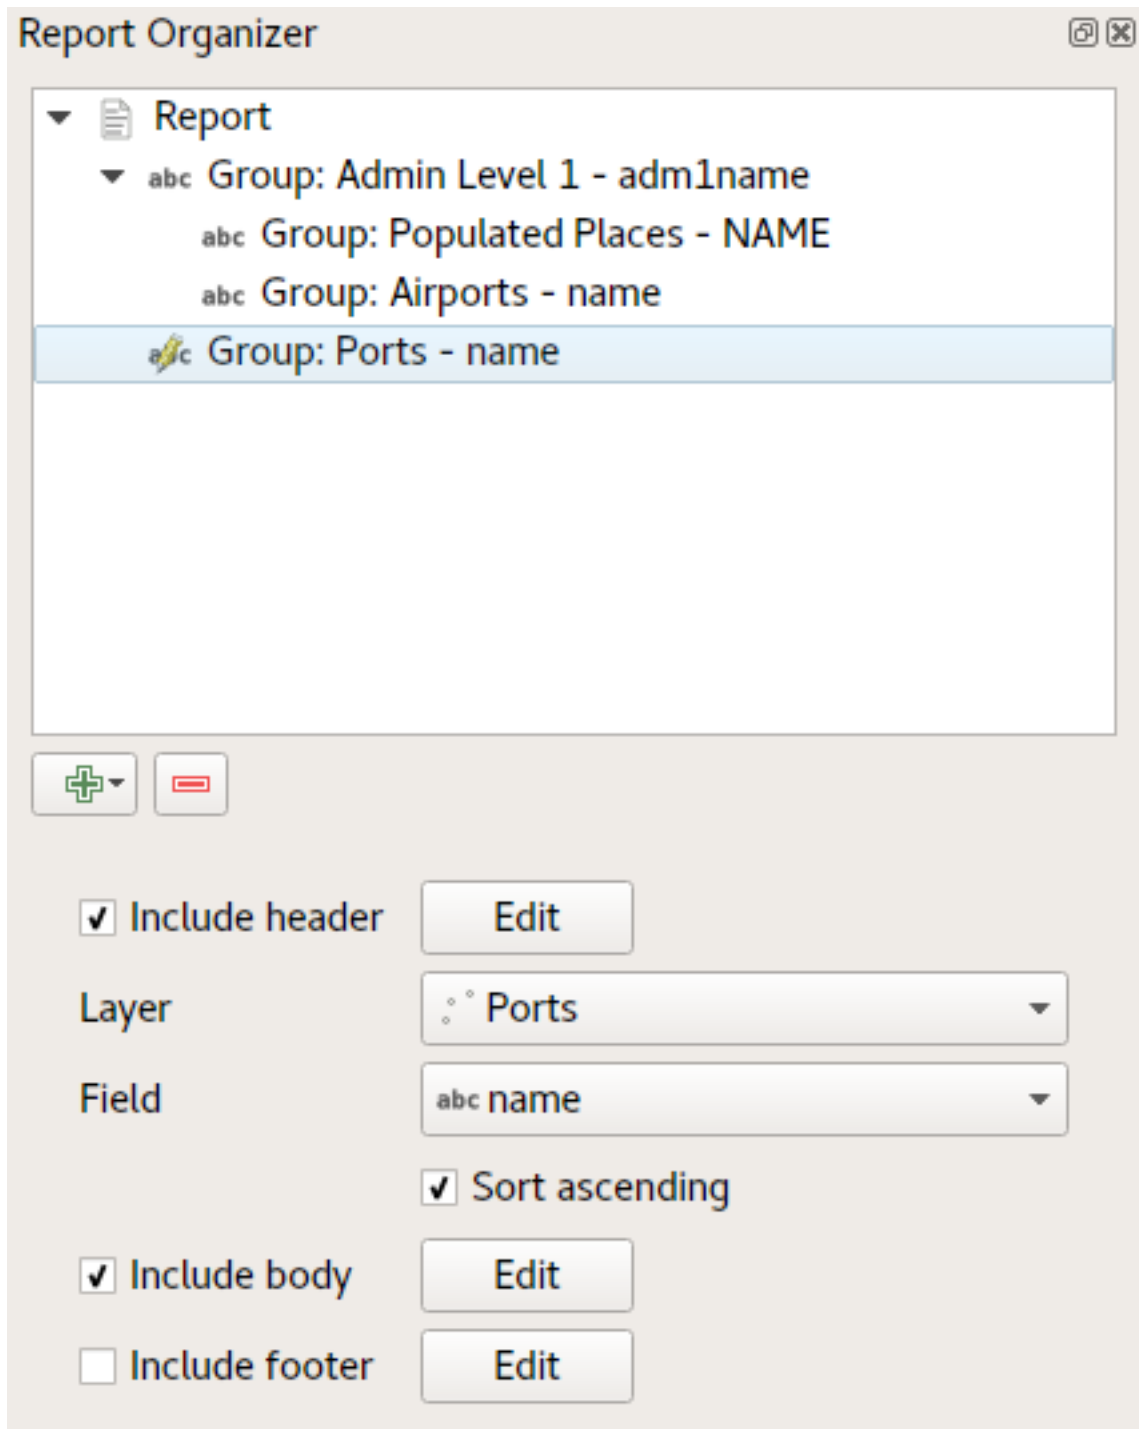 Report Organizer
Report
abc Group: Admin Level 1 - adm1name
abc Group: Populated Places - NAME
abc Group: Airports - name
Group: Ports - name
Include header Edit
Layer Ports
Field abc name
Sort ascending
Include body Edit
Include footer Edit